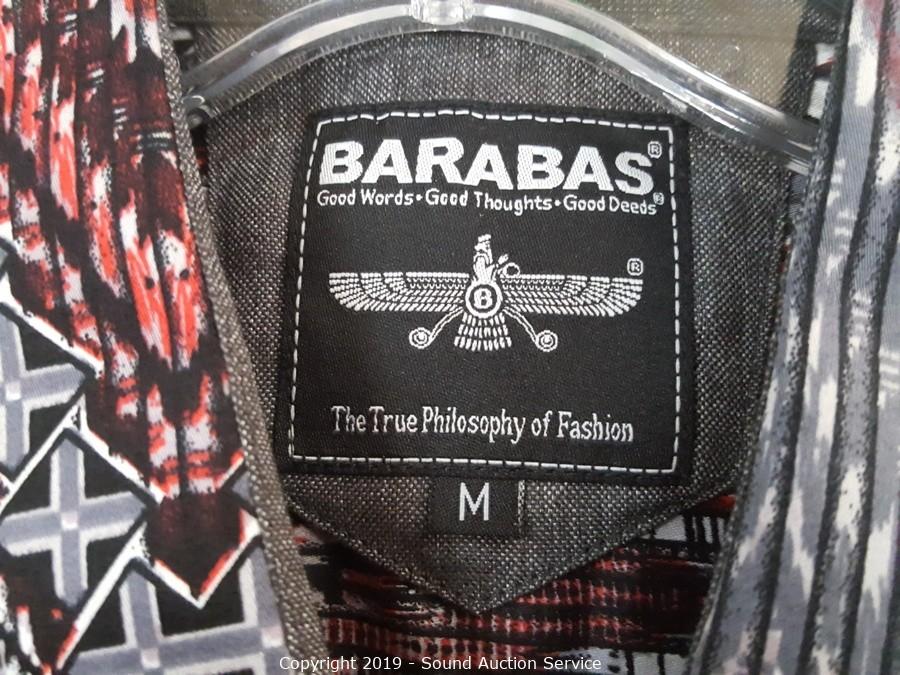 BARABAS®
Good Words • Good Thoughts • Good Deeds®
®
B
The True Philosophy of Fashion
M
Copyright 2019 - Sound Auction Service